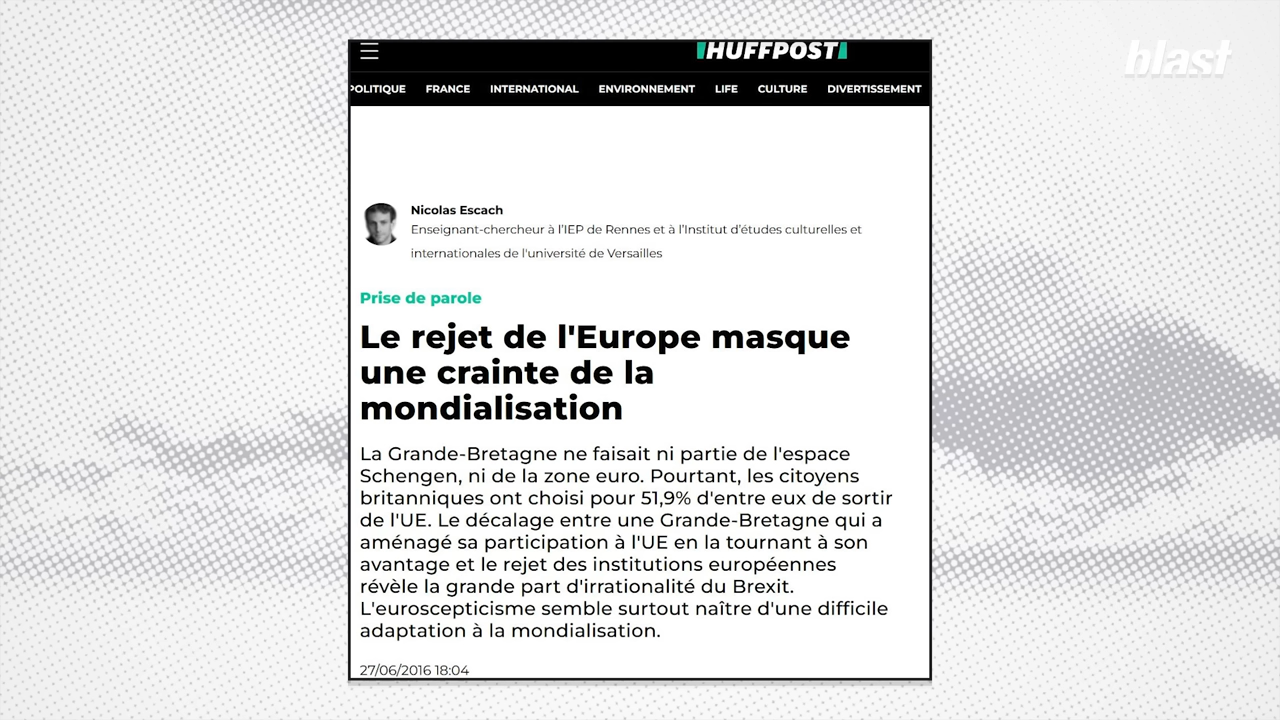 HUFFPOST
blast
POLITIQUE FRANCE INTERNATIONAL ENVIRONNEMENT LIFE CULTURE DIVERTISSEMENT
Nicolas Escach
Enseignant-chercheur à l'IEP de Rennes et à l'Institut d'études culturelles et
internationales de l'université de Versailles
Prise de parole
Le rejet de l'Europe masque
une crainte de la
mondialisation
La Grande-Bretagne ne faisait ni partie de l'espace
Schengen, ni de la zone euro. Pourtant, les citoyens
britanniques ont choisi pour 51,9% d'entre eux de sortir
de l'UE. Le décalage entre une Grande-Bretagne qui a
aménagé sa participation à l'UE en la tournant à son
avantage et le rejet des institutions européennes
révèle la grande part d'irrationalité du Brexit.
L'euroscepticisme semble surtout naître d'une difficile
adaptation à la mondialisation.
27/06/2016 18:04